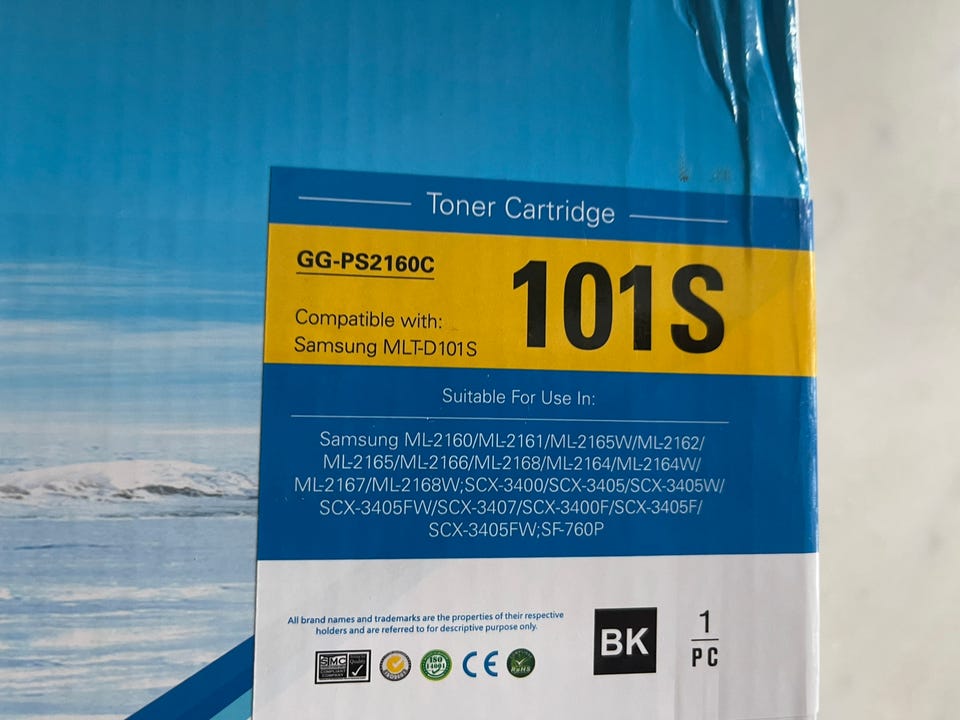 Toner Cartridge
GG-PS2160C
101S
Compatible with:
Samsung MLT-D101S
Suitable For Use In:
Samsung ML-2160/ML-2161/ML-2165W/ML-2162/
ML-2165/ML-2166/ML-2168/ML-2164/ML-2164W/
ML-2167/ML-2168W;SCX-3400/SCX-3405/SCX-3405W/
SCX-3405FW/SCX-3407/SCX-3400F/SCX-3405F/
SCX-3405FW;SF-760P
All brand names and trademarks are the properties of their respective
holders and are referred to for descriptive purpose only.
BK
1
PC
ISO
14001
CE
RoHS